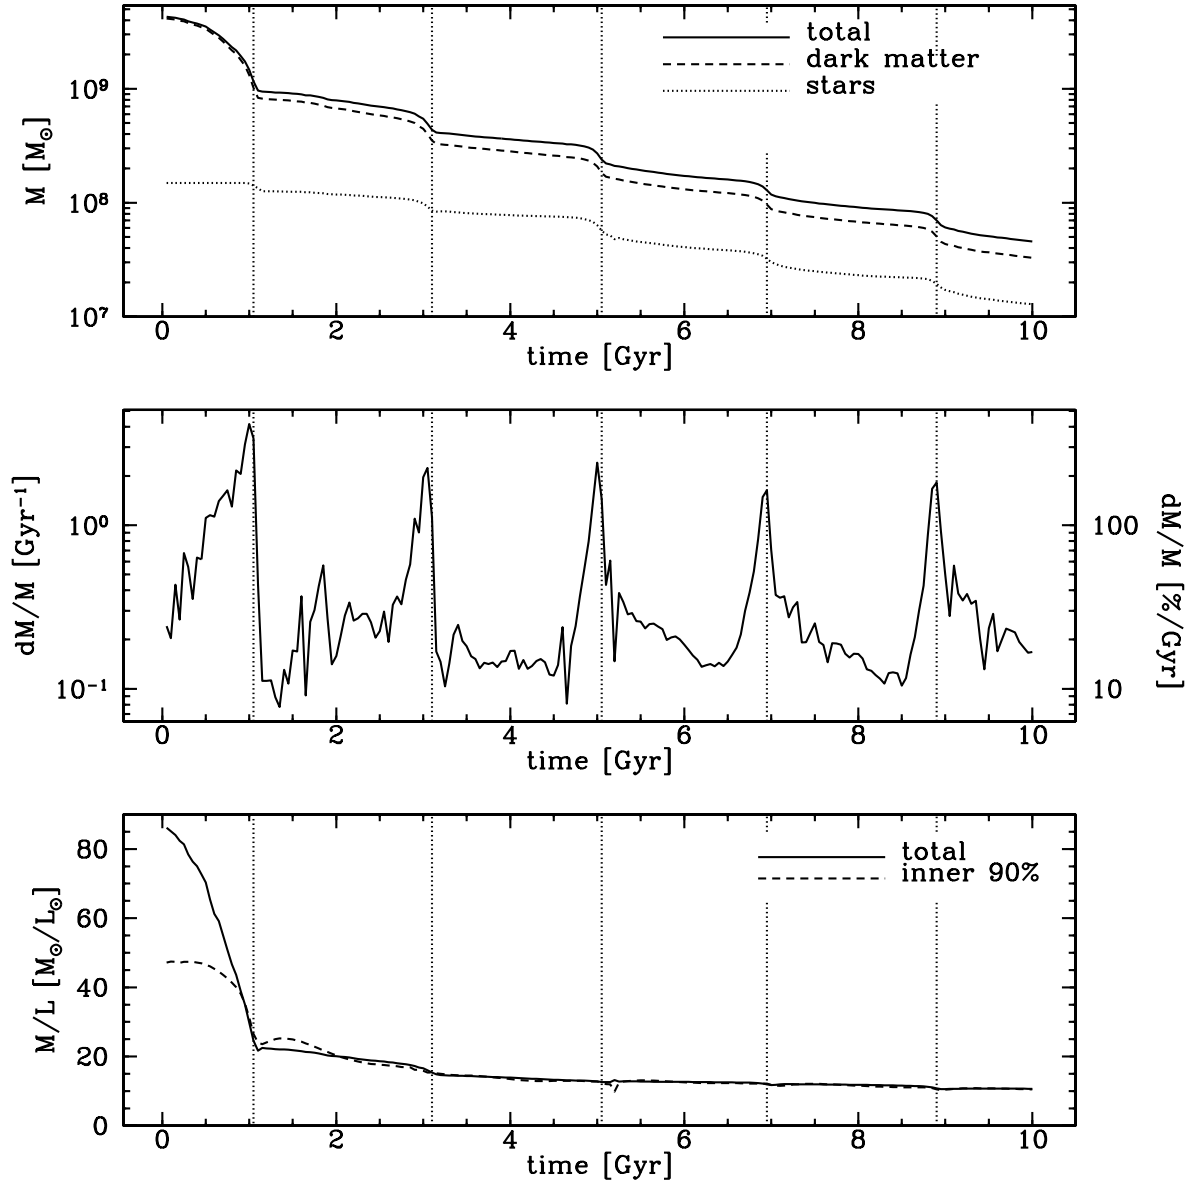 total
dark matter
stars
10⁹
10⁸
10⁷
M [M☉]
0 2 4 6 8 10
time [Gyr]
10⁰
10⁻¹
dM/M [Gyr⁻¹]
100
10
dM/M [%/Gyr]
0 2 4 6 8 10
time [Gyr]
total
inner 90%
80
60
40
20
0
M/L [M☉/L☉]
0 2 4 6 8 10
time [Gyr]